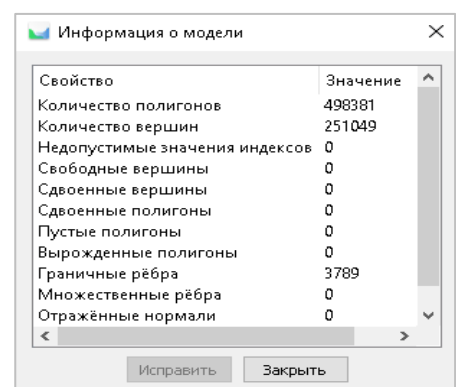 Информация о модели
Свойство Значение
Количество полигонов 498381
Количество вершин 251049
Недопустимые значения индексов 0
Свободные вершины 0
Сдвоенные вершины 0
Сдвоенные полигоны 0
Пустые полигоны 0
Вырожденные полигоны 0
Граничные рёбра 3789
Множественные рёбра 0
Отражённые нормали 0
Исправить Закрыть